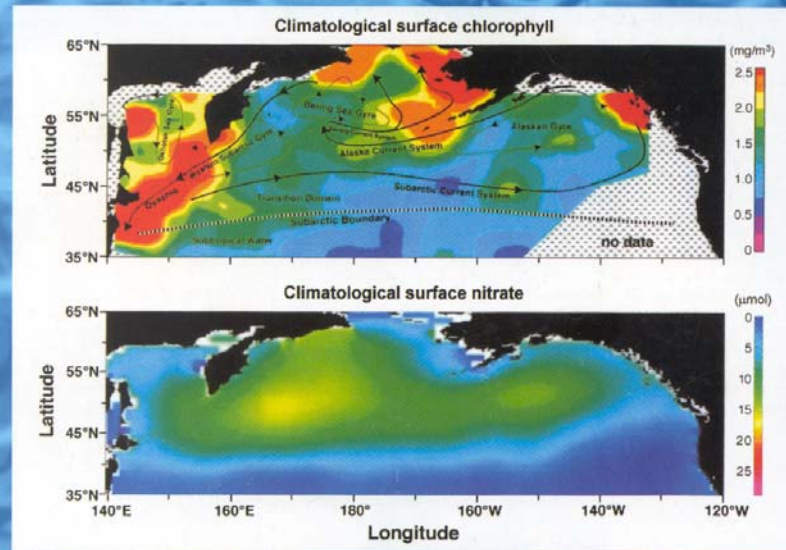 Climatological surface chlorophyll
(mg/m³)
65°N
55°N
45°N
35°N
Latitude
2.5
2.0
1.5
1.0
0.5
0
Bering Sea Gyre
Alaska Current System
Alaskan Gyre
Western Subarctic Gyre
Oyashio
Subarctic Current System
Transition Domain
Subarctic Boundary
Subtropical Water
no data
Climatological surface nitrate
(μmol)
65°N
55°N
45°N
35°N
Latitude
0
5
10
15
20
25
140°E
160°E
180°
160°W
140°W
120°W
Longitude